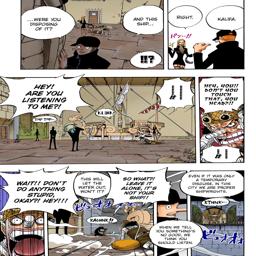 ...WERE YOU
DISPOSING
OF IT?
AND
THIS
SHIP...
RIGHT.
KALIFA.
!!?
HEY!
ARE YOU
LISTENING
TO ME?!
HEY, YOU!!
DON'T YOU
TOUCH
THAT, YOU
HEAR?!
WAIT!! DON'T
DO ANYTHING
STUPID,
OKAY?! HEY!!!
THIS WILL
LET THE
WATER OUT,
WON'T IT?
SO WHAT?!
LEAVE IT
ALONE, IT'S
NOT YOUR
SHIP!!
WHEN WE TELL
YOU SOMETHING'S
NO GOOD, WE
THINK YOU
SHOULD LISTEN.
EVEN IF IT WAS ONLY
A TEMPORARY
DISGUISE, IN THIS
CITY WE ARE PROPER
SHIPWRIGHTS.